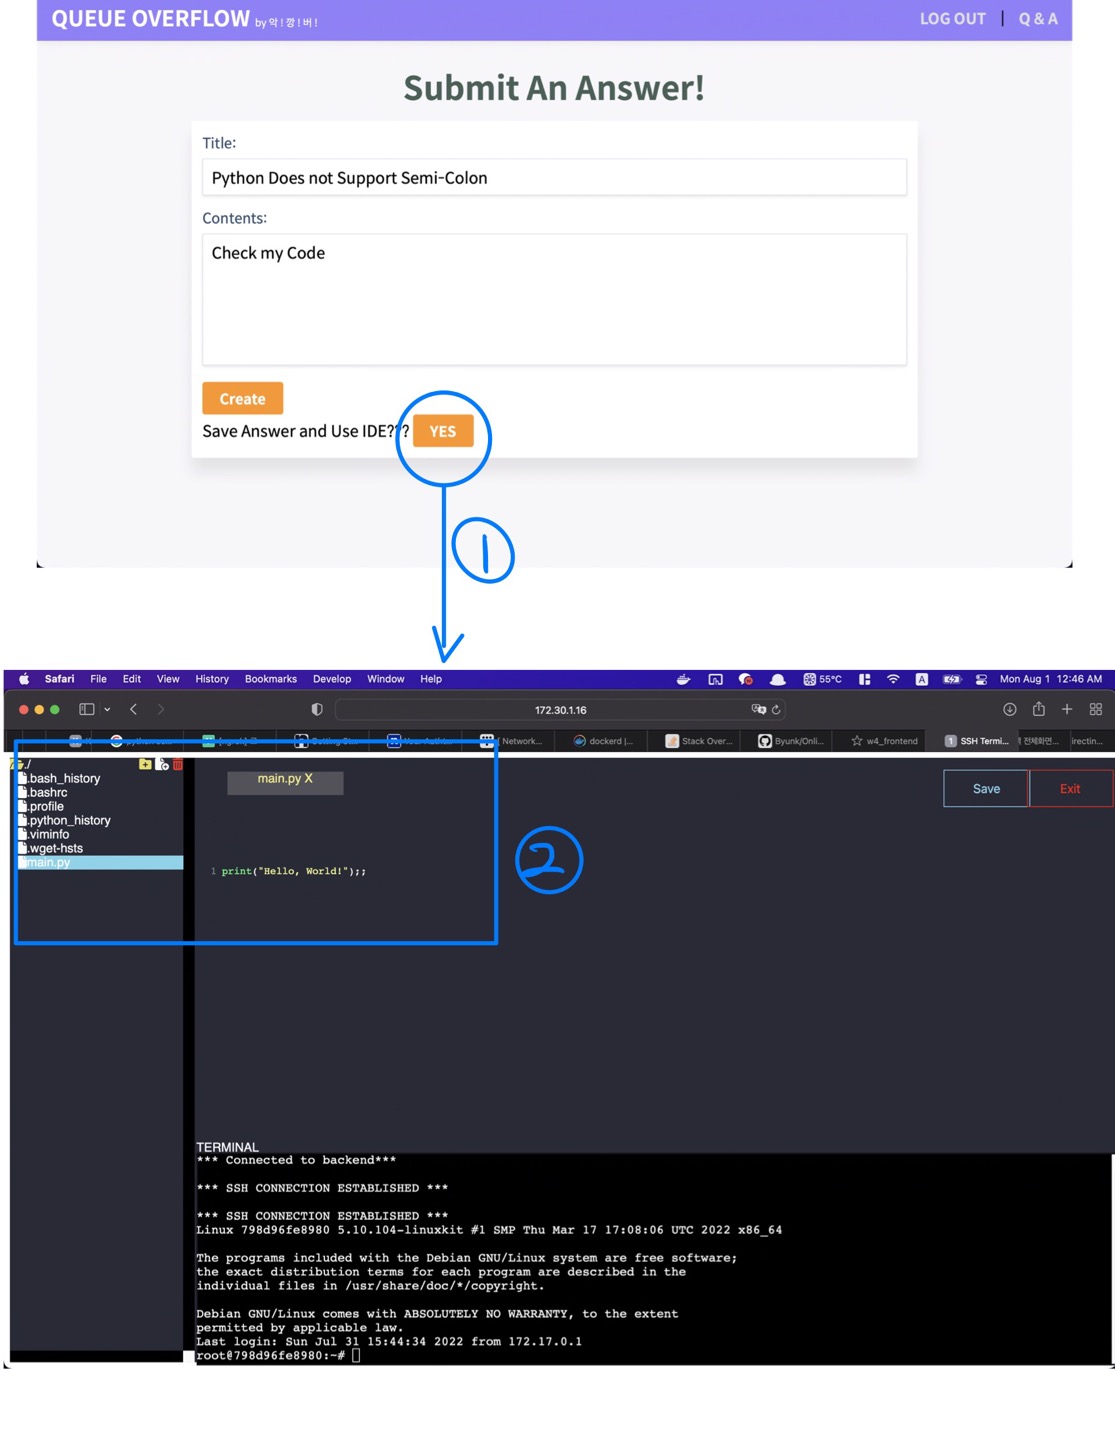 QUEUE OVERFLOW by 악!깡!버!
LOG OUT | Q & A
Submit An Answer!
Title:
Python Does not Support Semi-Colon
Contents:
Check my Code
Create
Save Answer and Use IDE??? YES
1
Safari File Edit View History Bookmarks Develop Window Help
55°C
A
Mon Aug 1 12:46 AM
172.30.1.16
Network...
dockerd |...
Stack Over...
Byunk/Onli...
w4_frontend
1 SSH Termi...
전체화면...
irectin...
./
.bash_history
.bashrc
.profile
.python_history
.viminfo
.wget-hsts
main.py
main.py X
Save
Exit
1 print("Hello, World!");;
2
TERMINAL
*** Connected to backend***
*** SSH CONNECTION ESTABLISHED ***
*** SSH CONNECTION ESTABLISHED ***
Linux 798d96fe8980 5.10.104-linuxkit #1 SMP Thu Mar 17 17:08:06 UTC 2022 x86_64
The programs included with the Debian GNU/Linux system are free software;
the exact distribution terms for each program are described in the
individual files in /usr/share/doc/*/copyright.
Debian GNU/Linux comes with ABSOLUTELY NO WARRANTY, to the extent
permitted by applicable law.
Last login: Sun Jul 31 15:44:34 2022 from 172.17.0.1
root@798d96fe8980:~#